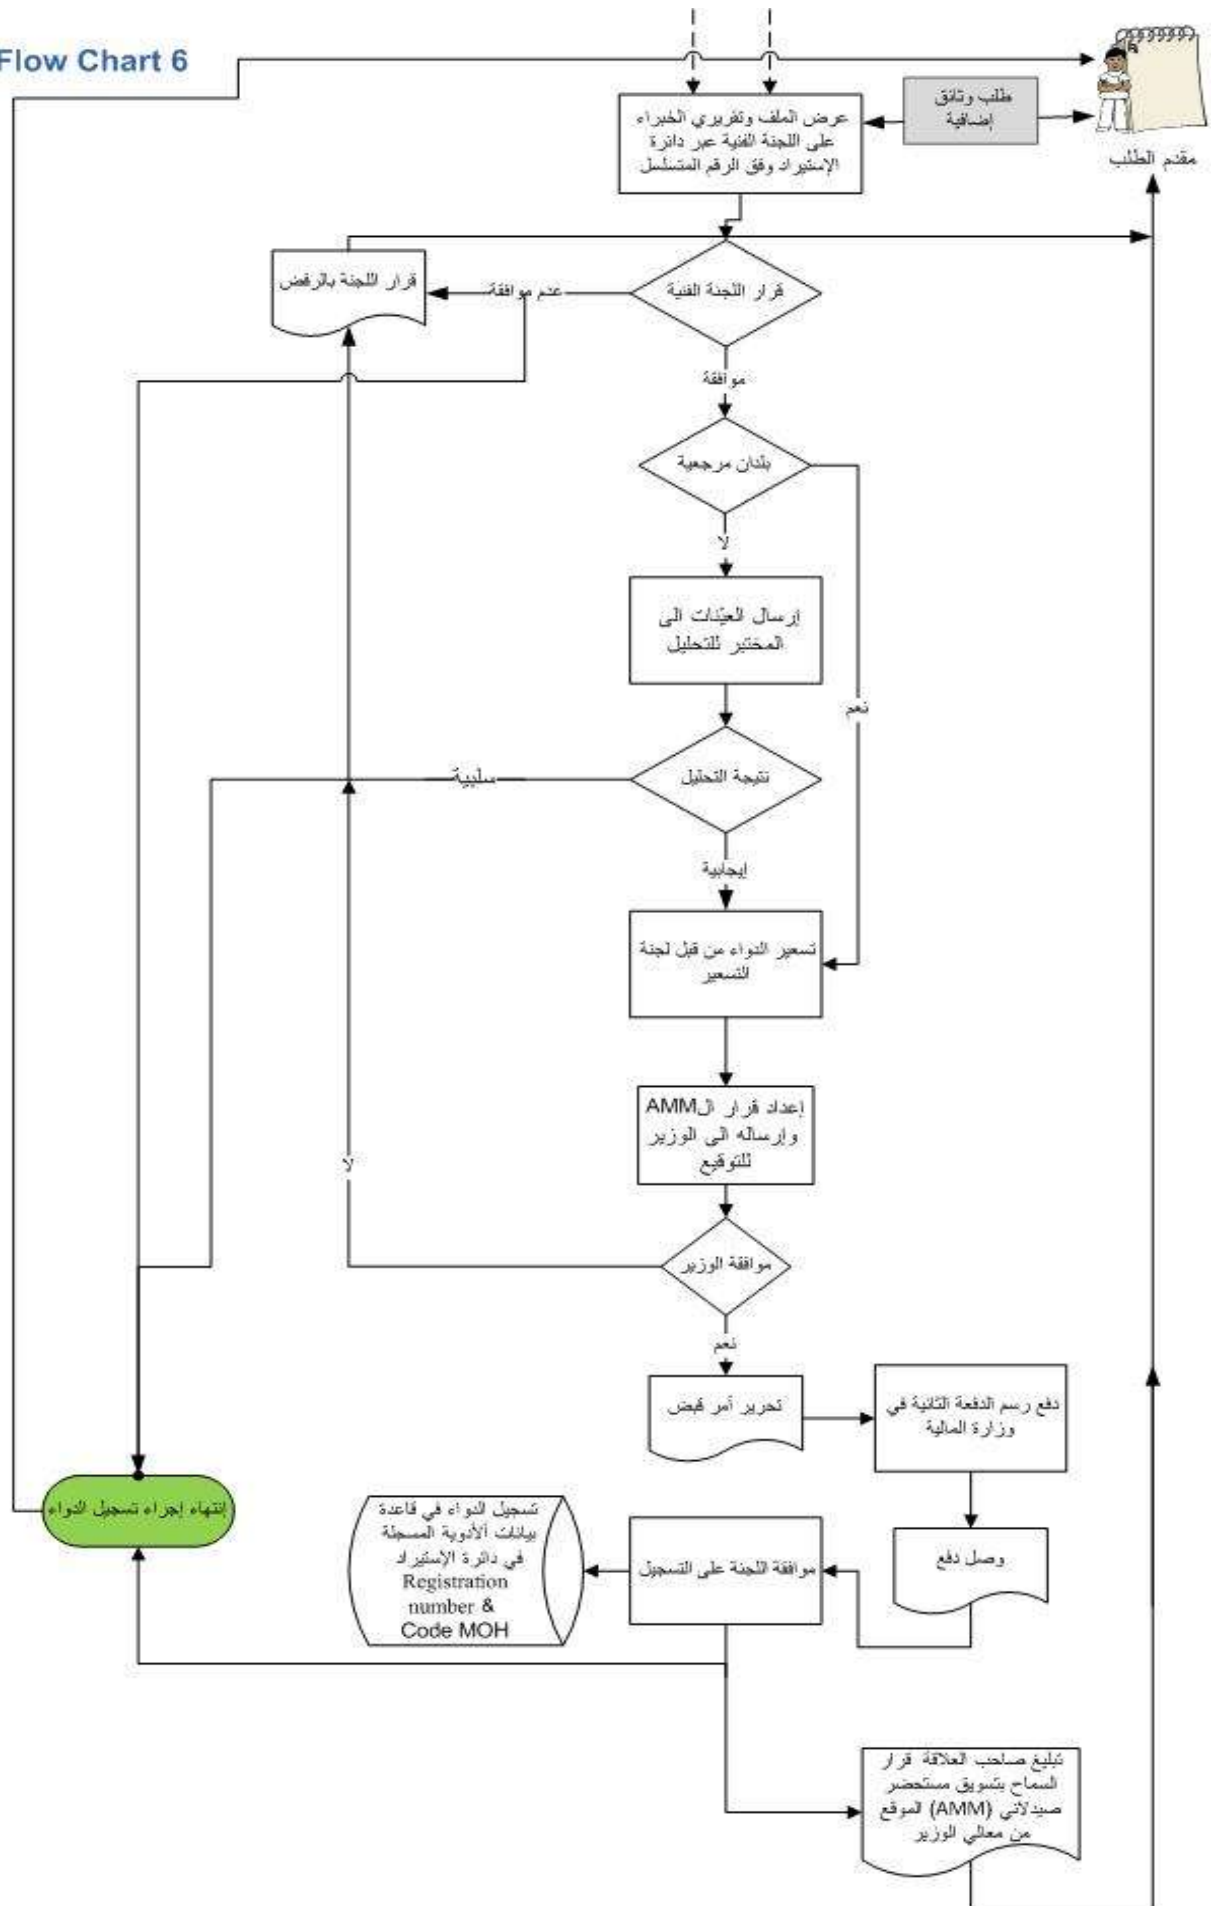 Flow Chart 6
طلب وثائق
إضافية
مقدم الطلب
عرض الملف وتقريري الخبراء
على اللجنة الفنية عبر دائرة
الإستيراد وفق الرقم المتسلسل
قرار اللجنة الفنية
عدم موافقة
قرار اللجنة بالرفض
موافقة
بلدان مرجعية
لا
نعم
إرسال العيّنات الى
المختبر للتحليل
نتيجة التحليل
سلبية
إيجابية
تسعير الدواء من قبل لجنة
التسعير
إعداد قرار الـAMM
وإرساله الى الوزير
للتوقيع
لا
موافقة الوزير
نعم
تحرير أمر قبض
دفع رسم الدفعة الثانية في
وزارة المالية
وصل دفع
موافقة اللجنة على التسجيل
تسجيل الدواء في قاعدة
بيانات ألأدوية المسجلة
في دائرة الإستيراد
Registration
number &
Code MOH
إنتهاء إجراء تسجيل الدواء
تبليغ صاحب العلاقة قرار
السماح بتسويق مستحضر
صيدلاني (AMM) الموقع
من معالي الوزير